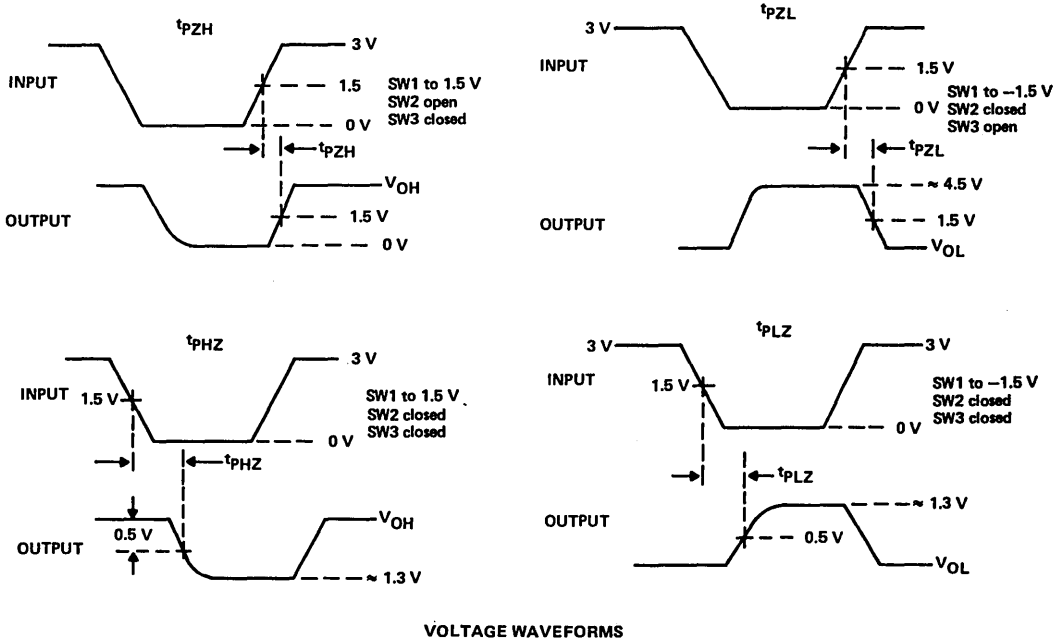 tPZH
3 V
INPUT
1.5
SW1 to 1.5 V
SW2 open
SW3 closed
0 V
tPZH
VOH
OUTPUT
1.5 V
0 V
tPZL
3 V
INPUT
1.5 V
SW1 to −1.5 V
SW2 closed
SW3 open
0 V
tPZL
≈ 4.5 V
OUTPUT
1.5 V
VOL
tPHZ
3 V
INPUT
1.5 V
SW1 to 1.5 V
SW2 closed
SW3 closed
0 V
tPHZ
VOH
0.5 V
OUTPUT
≈ 1.3 V
tPLZ
3 V
3 V
INPUT
1.5 V
SW1 to −1.5 V
SW2 closed
SW3 closed
0 V
tPLZ
≈ 1.3 V
OUTPUT
0.5 V
VOL
VOLTAGE WAVEFORMS